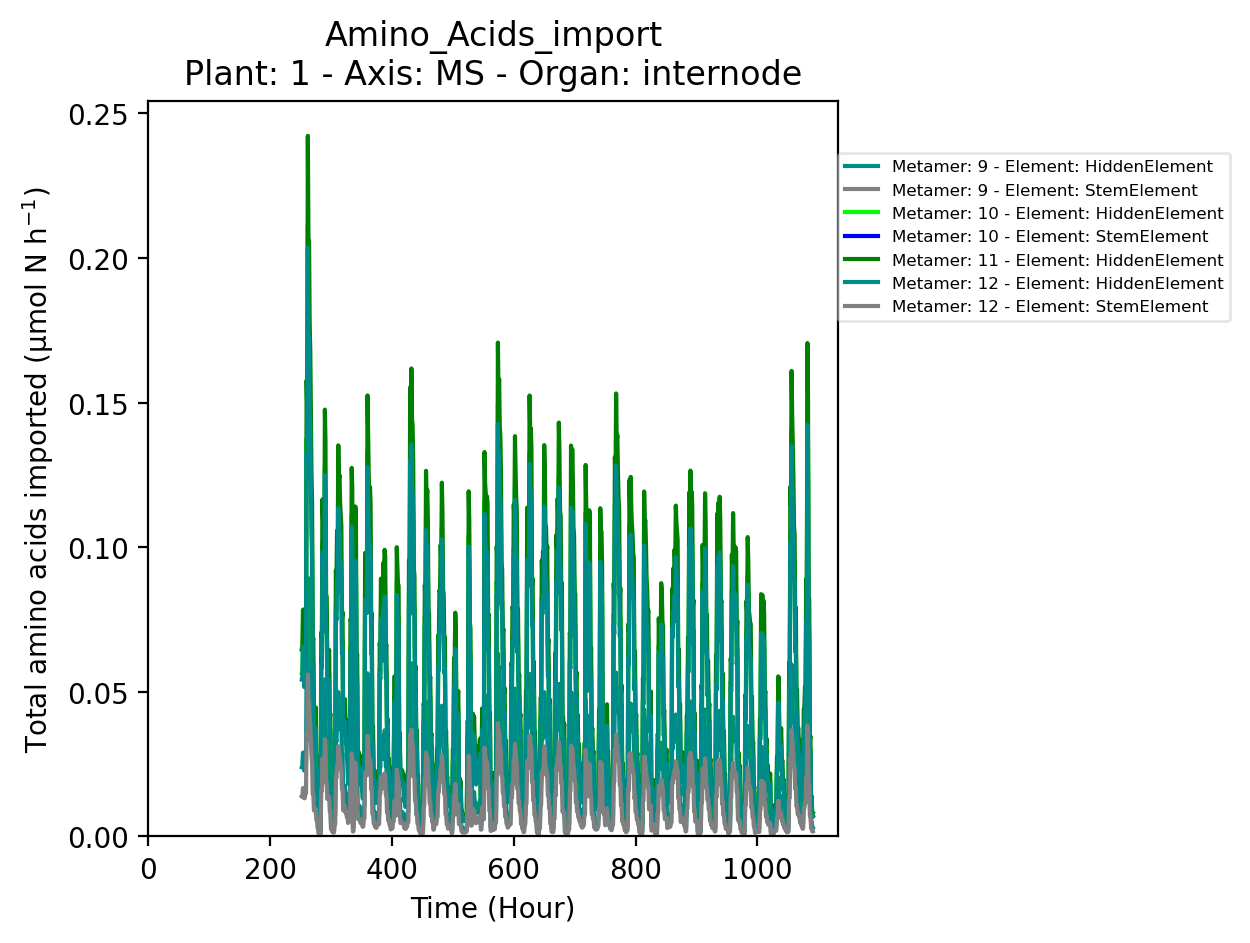 Amino_Acids_import
Plant: 1 - Axis: MS - Organ: internode
0.25
0.20
0.15
0.10
0.05
0.00
Total amino acids imported (µmol N h⁻¹)
0 200 400 600 800 1000
Time (Hour)
Metamer: 9 - Element: HiddenElement
Metamer: 9 - Element: StemElement
Metamer: 10 - Element: HiddenElement
Metamer: 10 - Element: StemElement
Metamer: 11 - Element: HiddenElement
Metamer: 12 - Element: HiddenElement
Metamer: 12 - Element: StemElement